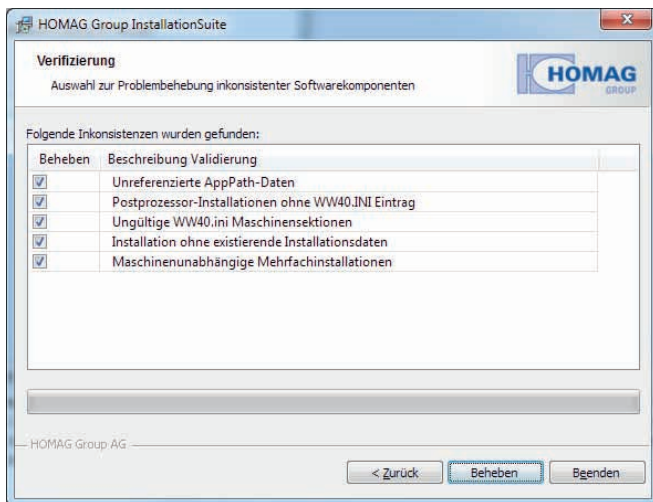 HOMAG Group InstallationSuite
Verifizierung
Auswahl zur Problembehebung inkonsistenter Softwarekomponenten
HOMAG
GROUP
Folgende Inkonsistenzen wurden gefunden:
Beheben Beschreibung Validierung
Unreferenzierte AppPath-Daten
Postprozessor-Installationen ohne WW40.INI Eintrag
Ungültige WW40.ini Maschinensektionen
Installation ohne existierende Installationsdaten
Maschinenunabhängige Mehrfachinstallationen
HOMAG Group AG
< Zurück Beheben Beenden